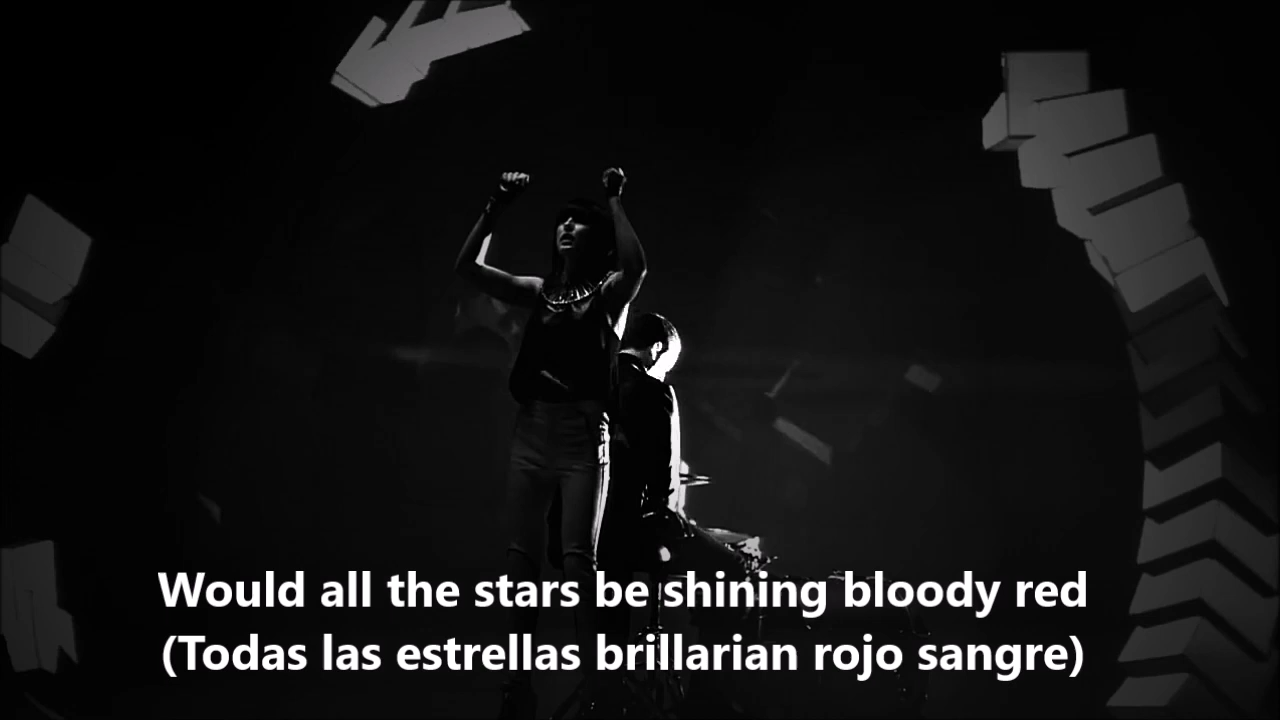 Would all the stars be shining bloody red
(Todas las estrellas brillarian rojo sangre)